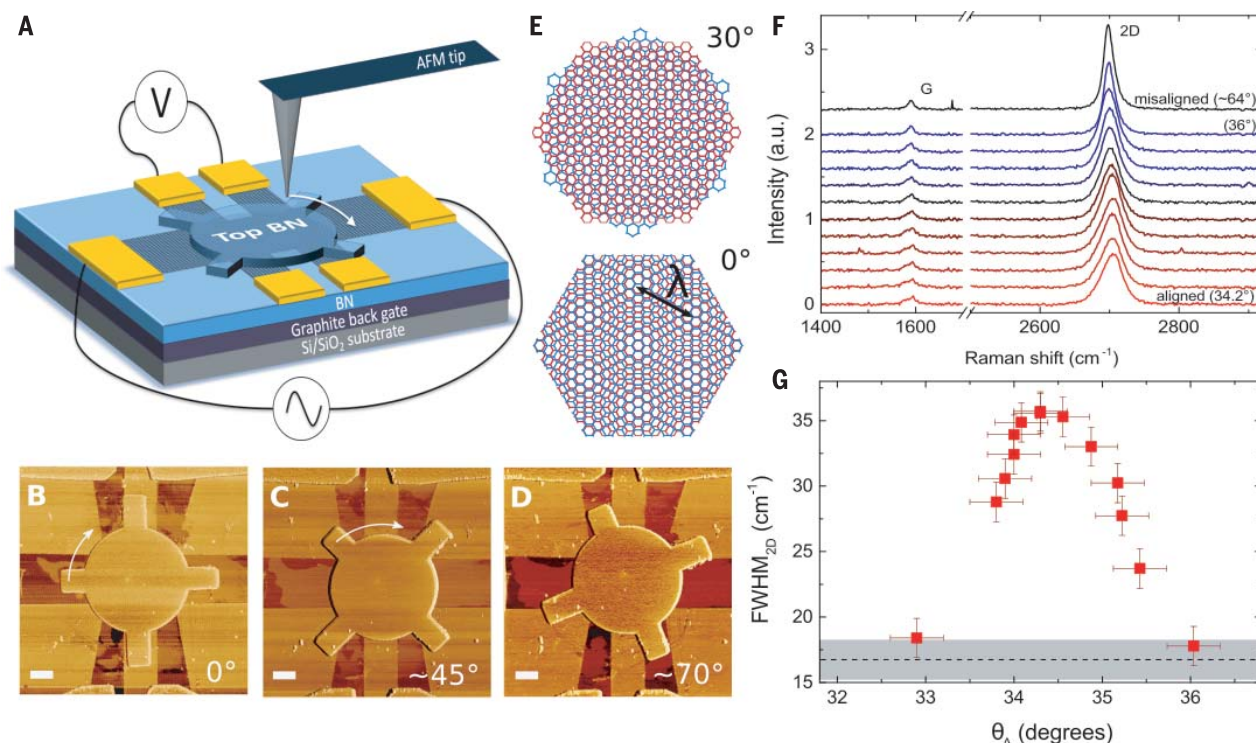 A
V
AFM tip
Top BN
BN
Graphite back gate
Si/SiO₂ substrate
B
0°
C
~45°
D
~70°
E
30°
0°
λ
F
3
2
1
0
Intensity (a.u.)
G
2D
misaligned (~64°)
(36°)
aligned (34.2°)
1400
1600
2600
2800
Raman shift (cm⁻¹)
G
35
30
25
20
15
FWHM₂D (cm⁻¹)
32
33
34
35
36
(degrees)